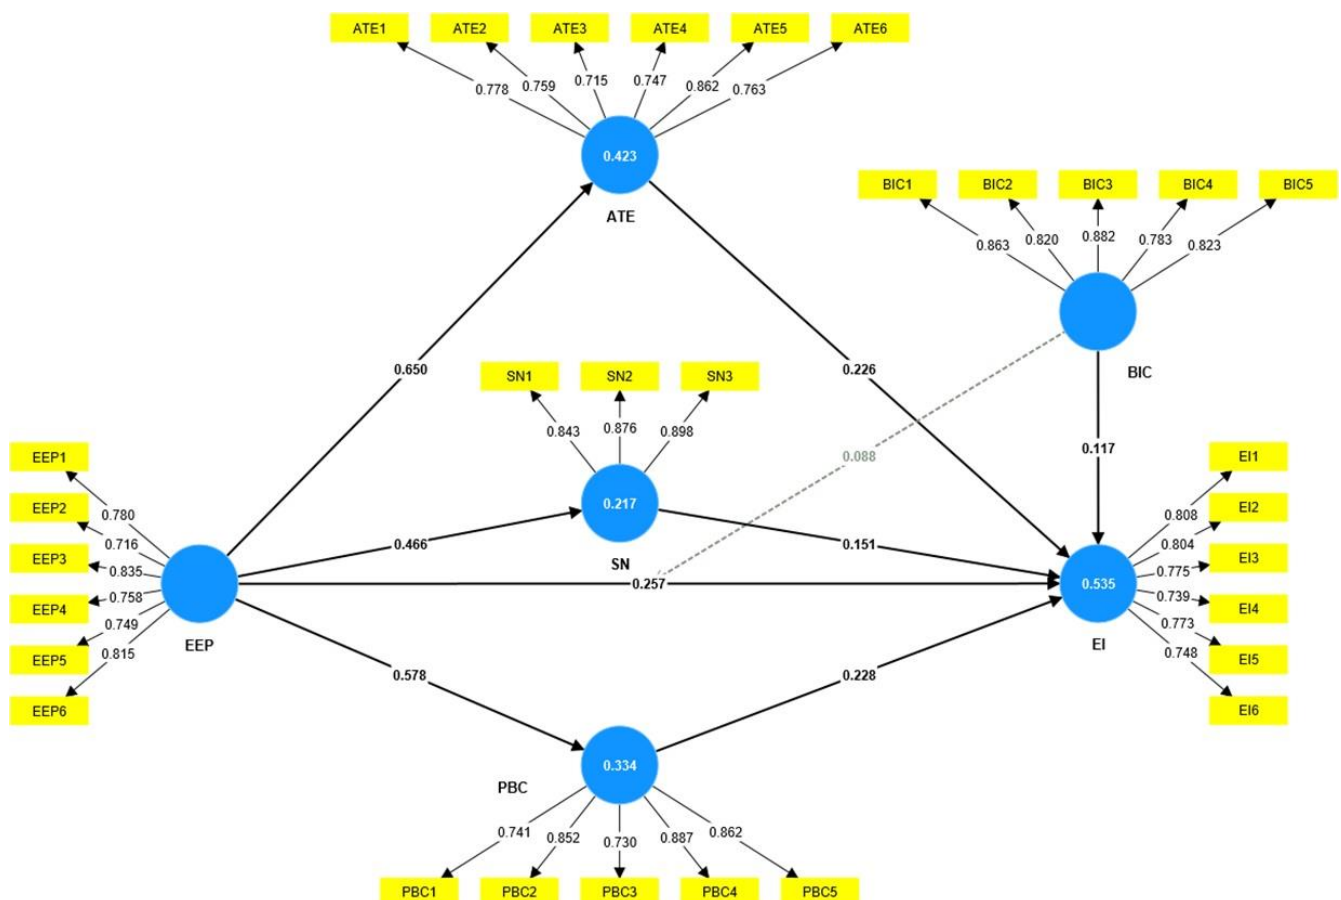 ATE1 ATE2 ATE3 ATE4 ATE5 ATE6
0.778 0.759 0.715 0.747 0.862 0.763
0.423
ATE
BIC1 BIC2 BIC3 BIC4 BIC5
0.863 0.820 0.882 0.783 0.823
BIC
0.650
0.226
SN1 SN2 SN3
0.843 0.876 0.898
0.217
SN
0.088
0.117
EEP1
EEP2
EEP3
EEP4
EEP5
EEP6
0.780
0.716
0.835
0.758
0.749
0.815
EEP
0.466
0.151
0.257
0.578
0.228
EI1
EI2
EI3
EI4
EI5
EI6
0.808
0.804
0.775
0.739
0.773
0.748
0.535
EI
0.334
PBC
0.741 0.852 0.730 0.887 0.862
PBC1 PBC2 PBC3 PBC4 PBC5